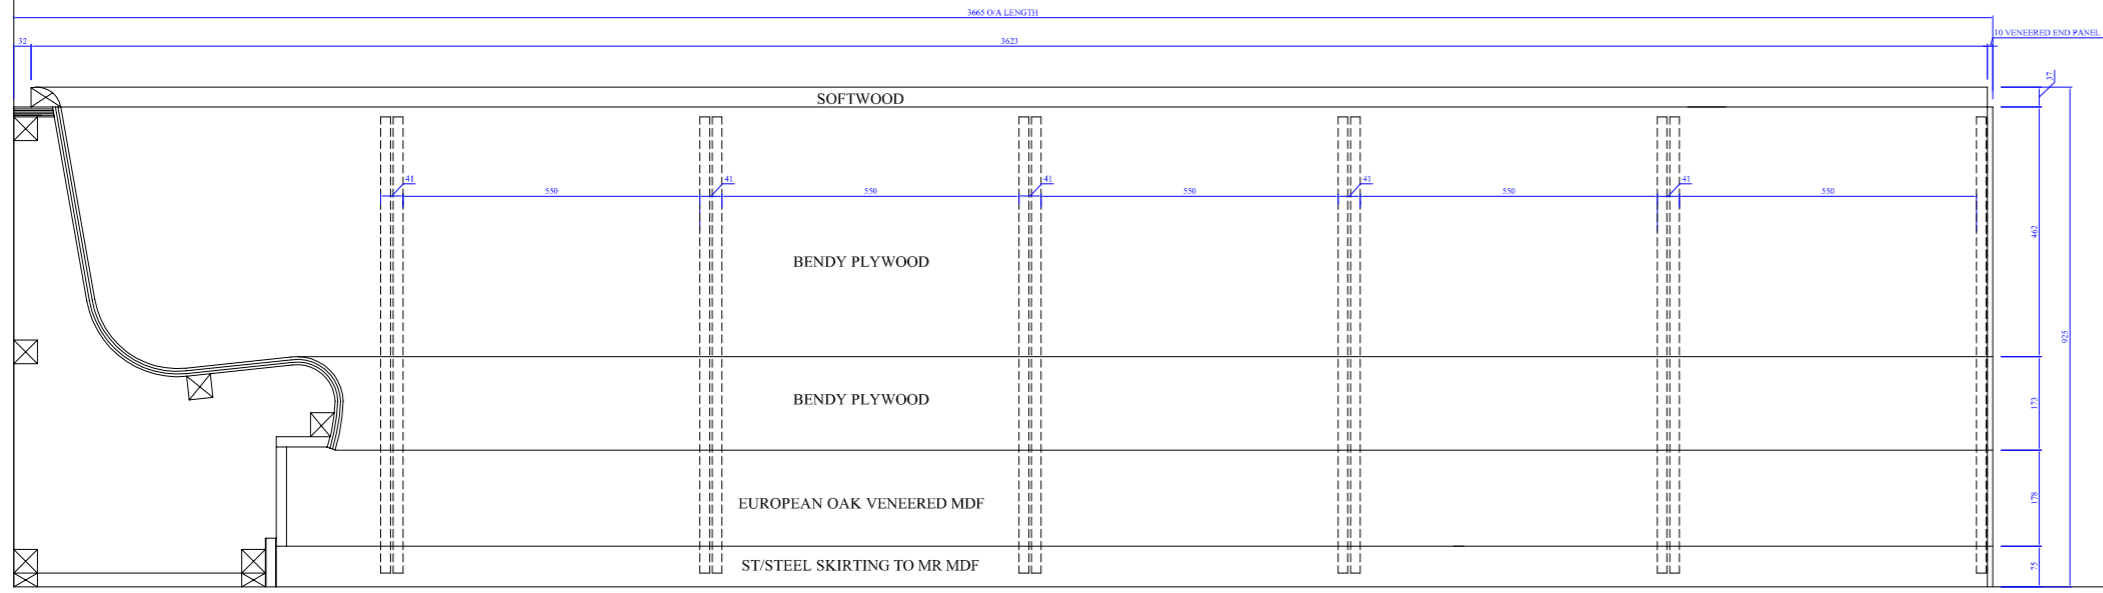 3665 O/A LENGTH
32
3623
10 VENEERED END PANEL
37
SOFTWOOD
41
41
41
41
41
550
550
550
550
550
462
BENDY PLYWOOD
925
BENDY PLYWOOD
173
EUROPEAN OAK VENEERED MDF
178
ST/STEEL SKIRTING TO MR MDF
75